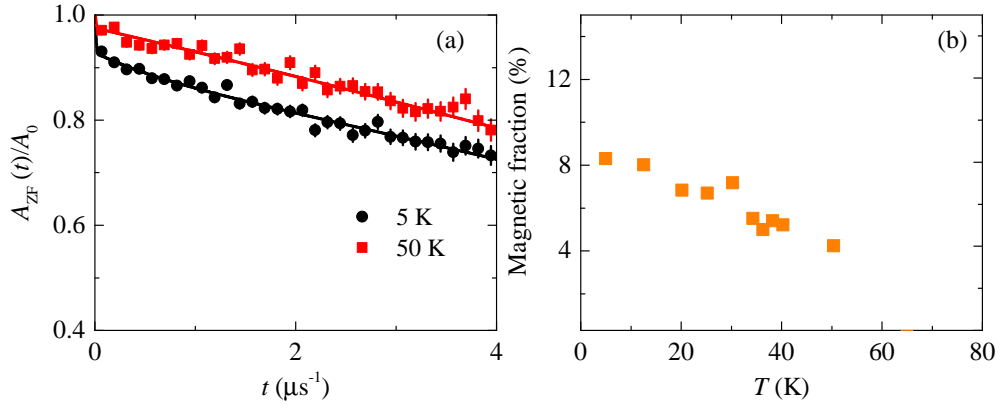 1.0
0.8
0.6
0.4
A_ZF (t)/A_0
(a)
5 K
50 K
0
2
4
t (μs⁻¹)
12
8
4
Magnetic fraction (%)
(b)
0
20
40
60
80
T (K)